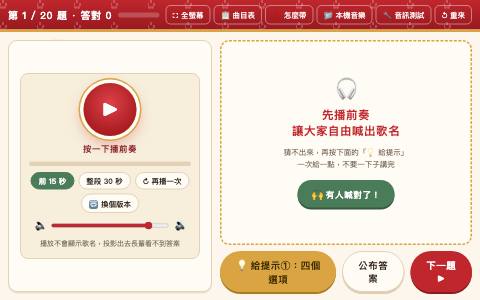 第 1 / 20 題 · 答對 0
全螢幕
曲目表
怎麼帶
本機音樂
音訊測試
重來
按一下播前奏
前 15 秒
整段 30 秒
再播一次
換個版本
播放不會顯示歌名，投影出去長輩看不到答案
先播前奏
讓大家自由喊出歌名
猜不出來，再按下面的「💡 給提示」
一次給一點，不要一下子講完
🙌 有人喊對了！
💡 給提示①：四個
選項
公布答
案
下一題
▶